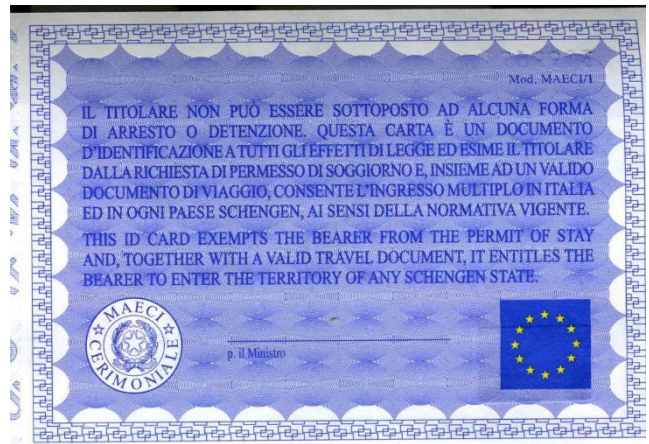 Mod. MAECI/1
IL TITOLARE NON PUÒ ESSERE SOTTOPOSTO AD ALCUNA FORMA
DI ARRESTO O DETENZIONE. QUESTA CARTA È UN DOCUMENTO
D'IDENTIFICAZIONE A TUTTI GLI EFFETTI DI LEGGE ED ESIME IL TITOLARE
DALLA RICHIESTA DI PERMESSO DI SOGGIORNO E, INSIEME AD UN VALIDO
DOCUMENTO DI VIAGGIO, CONSENTE L'INGRESSO MULTIPLO IN ITALIA
ED IN OGNI PAESE SCHENGEN, AI SENSI DELLA NORMATIVA VIGENTE.
THIS ID CARD EXEMPTS THE BEARER FROM THE PERMIT OF STAY
AND, TOGETHER WITH A VALID TRAVEL DOCUMENT, IT ENTITLES THE
BEARER TO ENTER THE TERRITORY OF ANY SCHENGEN STATE.
MAECI
CERIMONIALE
p. il Ministro